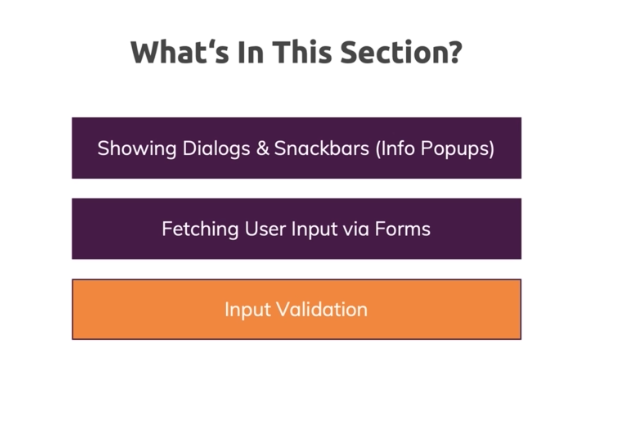 What‘s In This Section?
Showing Dialogs & Snackbars (Info Popups)
Fetching User Input via Forms
Input Validation